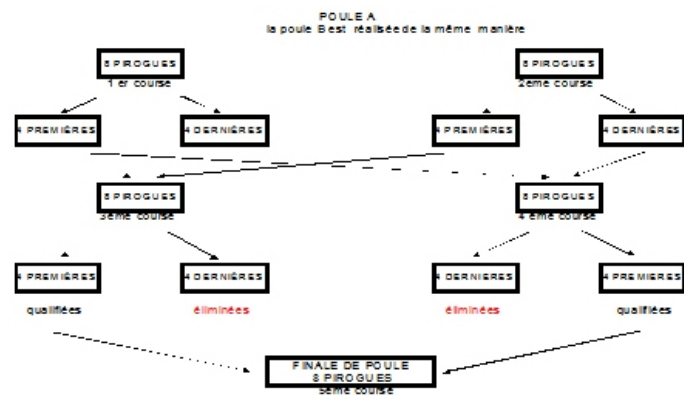 POULE A
la poule B est réalisée de la même manière
8 PIROGUES
1 er course
8 PIROGUES
2ème course
4 PREMIÈRES
4 DERNIÈRES
4 PREMIÈRES
4 DERNIÈRES
8 PIROGUES
3ème course
8 PIROGUES
4 ème course
4 PREMIÈRES
4 DERNIÈRES
4 DERNIERES
4 PREMIERES
qualifiées
éliminées
éliminées
qualifiées
FINALE DE POULE
8 PIROGUES
5ème course